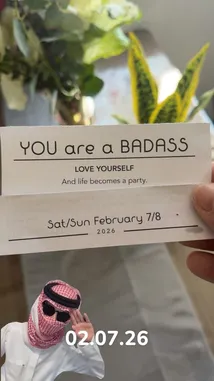 YOU are a BADASS
LOVE YOURSELF
And life becomes a party.
Sat/Sun February 7/8
2026
02.07.26